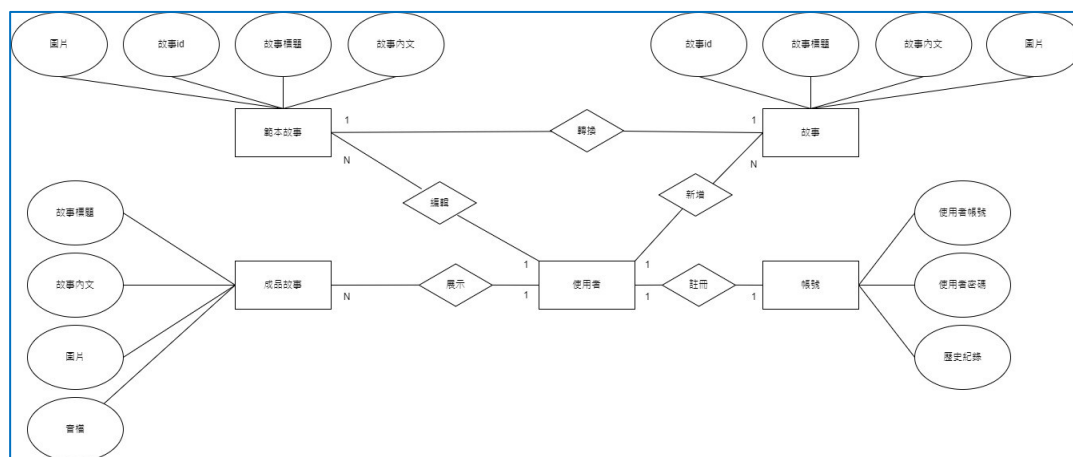 圖片
故事id
故事標題
故事內文
故事id
故事標題
故事內文
圖片
範本故事
1
轉換
1
故事
N
N
編輯
新增
故事標題
使用者帳號
故事內文
成品故事
N
展示
1
1
使用者
1
1
註冊
1
帳號
使用者密碼
圖片
歷史紀錄
音檔